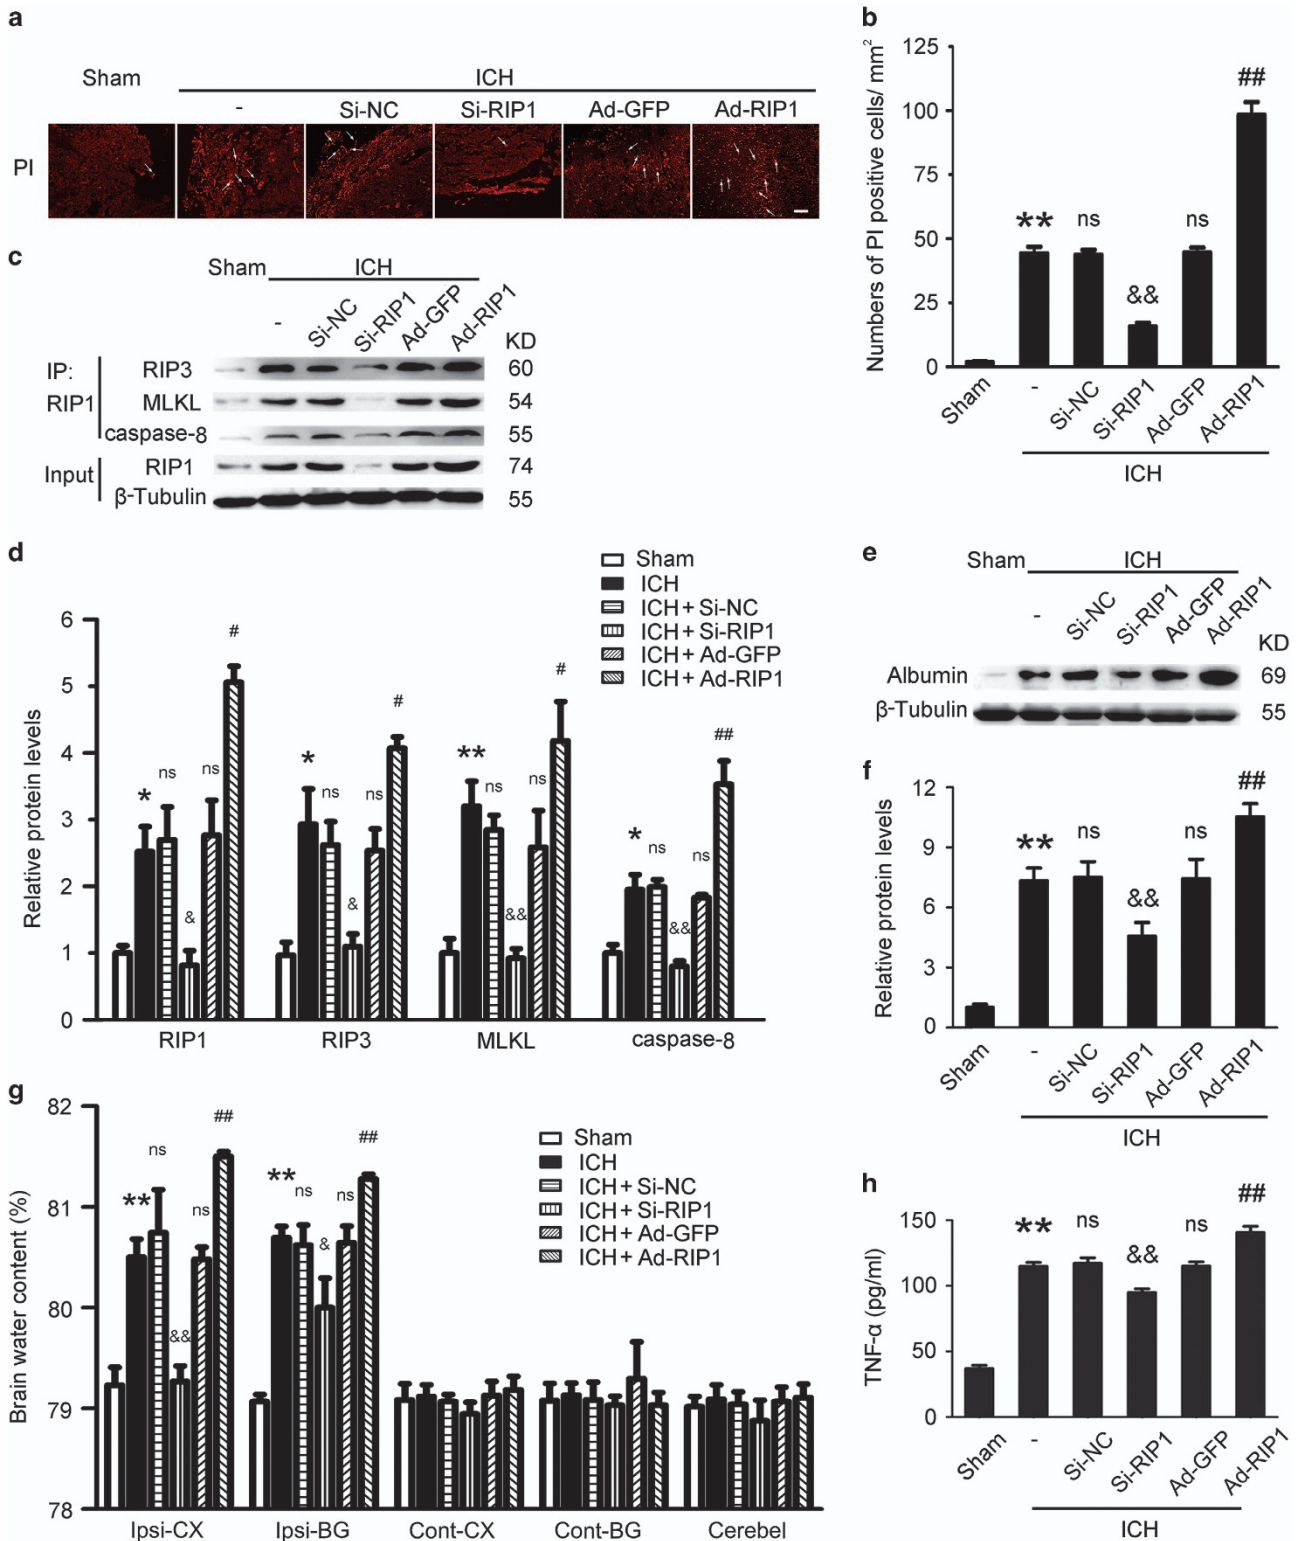 a
Sham
ICH
-
Si-NC
Si-RIP1
Ad-GFP
Ad-RIP1
PI
b
Numbers of PI positive cells/ mm²
125
100
75
50
25
0
**
ns
&&
ns
##
Sham
-
Si-NC
Si-RIP1
Ad-GFP
Ad-RIP1
ICH
c
Sham
ICH
-
Si-NC
Si-RIP1
Ad-GFP
Ad-RIP1
KD
IP:
RIP1
RIP3
60
MLKL
54
caspase-8
55
Input
RIP1
74
β-Tubulin
55
d
Relative protein levels
6
5
4
3
2
1
0
Sham
ICH
ICH+Si-NC
ICH+Si-RIP1
ICH+Ad-GFP
ICH+Ad-RIP1
*
ns
&
ns
#
*
ns
&
ns
#
**
ns
&&
ns
#
*
ns
&&
ns
##
RIP1
RIP3
MLKL
caspase-8
e
Sham
ICH
-
Si-NC
Si-RIP1
Ad-GFP
Ad-RIP1
KD
Albumin
69
β-Tubulin
55
f
Relative protein levels
12
9
6
3
0
**
ns
&&
ns
##
Sham
-
Si-NC
Si-RIP1
Ad-GFP
Ad-RIP1
ICH
g
Brain water content (%)
82
81
80
79
78
**
ns
&&
ns
##
**
ns
&
ns
##
Sham
ICH
ICH+Si-NC
ICH+Si-RIP1
ICH+Ad-GFP
ICH+Ad-RIP1
Ipsi-CX
Ipsi-BG
Cont-CX
Cont-BG
Cerebel
h
TNF-α (pg/ml)
150
100
50
0
**
ns
&&
ns
##
Sham
-
Si-NC
Si-RIP1
Ad-GFP
Ad-RIP1
ICH